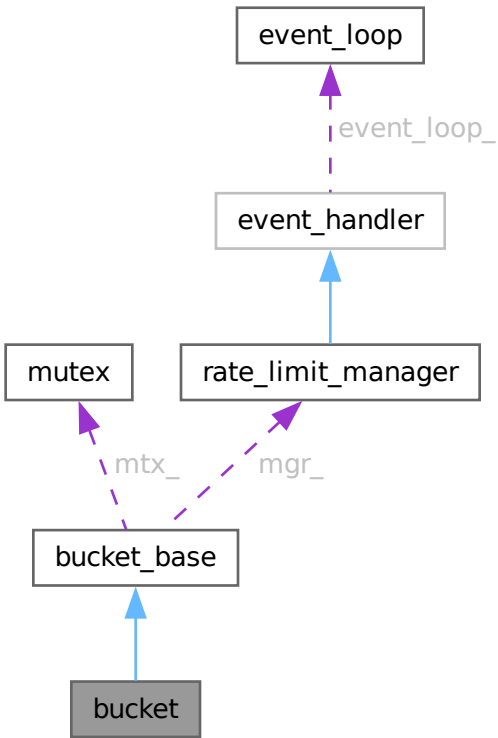 event_loop
event_loop_
event_handler
mutex
rate_limit_manager
mtx_
mgr_
bucket_base
bucket